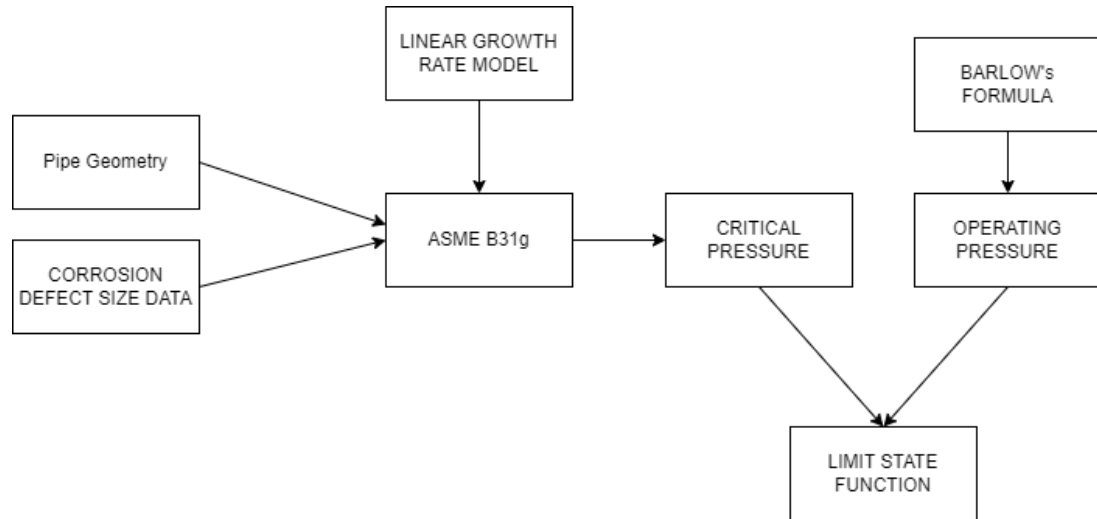 LINEAR GROWTH
RATE MODEL
BARLOW's
FORMULA
Pipe Geometry
ASME B31g
CRITICAL
PRESSURE
OPERATING
PRESSURE
CORROSION
DEFECT SIZE DATA
LIMIT STATE
FUNCTION